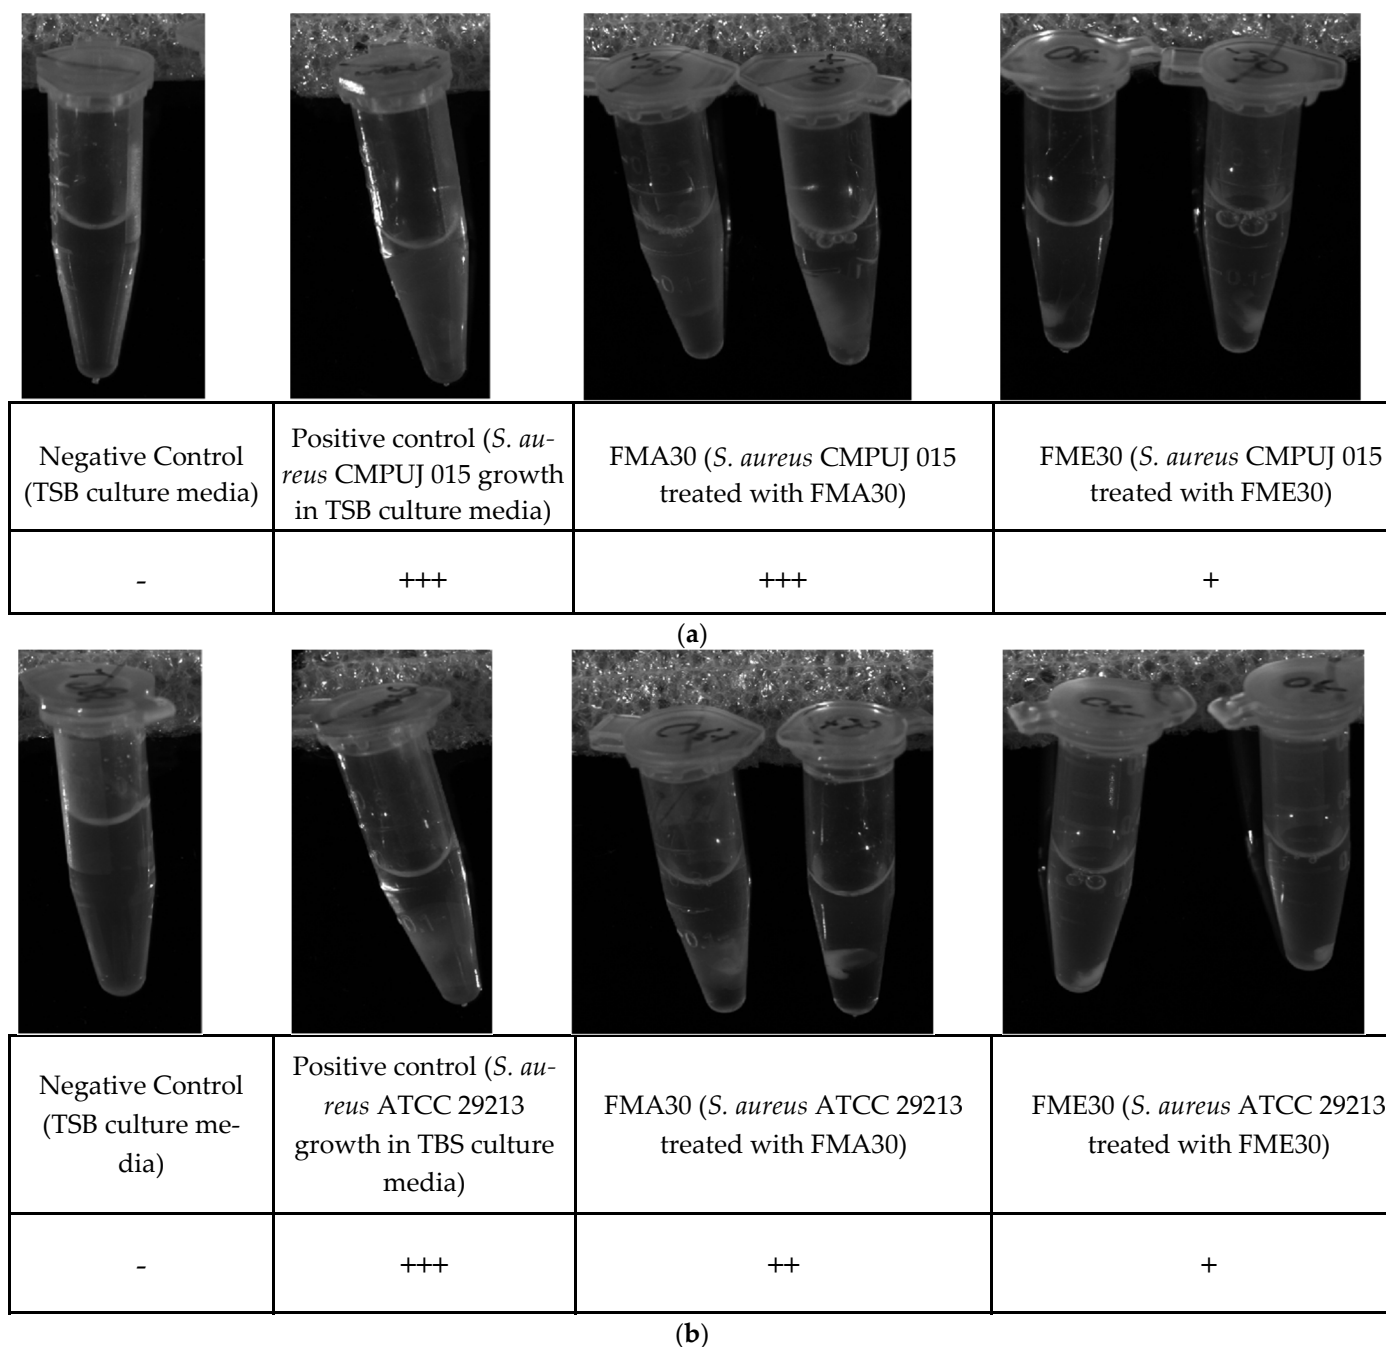 Negative Control
(TSB culture media)
Positive control (S. au-
reus CMPUJ 015 growth
in TSB culture media)
FMA30 (S. aureus CMPUJ 015
treated with FMA30)
FME30 (S. aureus CMPUJ 015
treated with FME30)
-
+++
+++
+
(a)
Negative Control
(TSB culture me-
dia)
Positive control (S. au-
reus ATCC 29213
growth in TBS culture
media)
FMA30 (S. aureus ATCC 29213
treated with FMA30)
FME30 (S. aureus ATCC 29213
treated with FME30)
-
+++
++
+
(b)